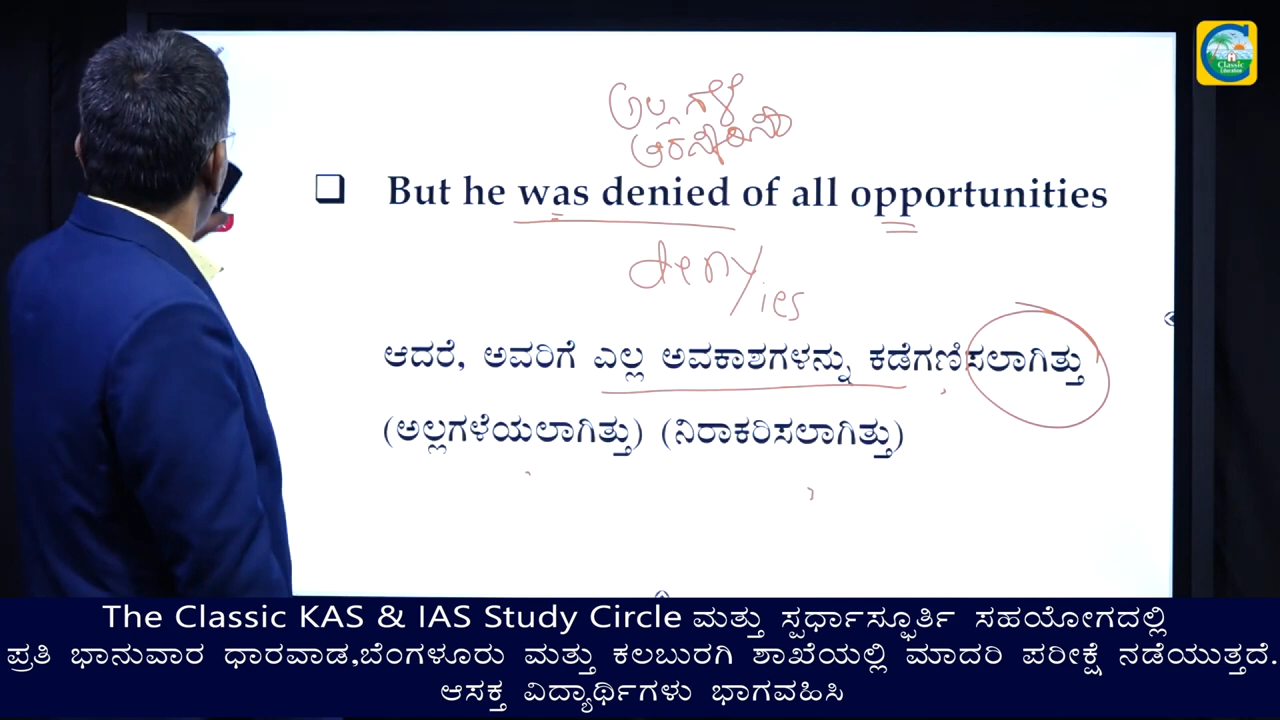 Classic
Education
ಅಲ್ಲಗಳೆ
❑ But he was denied of all opportunities
deny/ies
ಆದರೆ, ಅವರಿಗೆ ಎಲ್ಲ ಅವಕಾಶಗಳನ್ನು ಕಡೆಗಣಿಸಲಾಗಿತ್ತು
(ಅಲ್ಲಗಳೆಯಲಾಗಿತ್ತು) (ನಿರಾಕರಿಸಲಾಗಿತ್ತು)
The Classic KAS & IAS Study Circle ಮತ್ತು ಸ್ಪರ್ಧಾಸ್ಫೂರ್ತಿ ಸಹಯೋಗದಲ್ಲಿ
ಪ್ರತಿ ಭಾನುವಾರ ಧಾರವಾಡ,ಬೆಂಗಳೂರು ಮತ್ತು ಕಲಬುರಗಿ ಶಾಖೆಯಲ್ಲಿ ಮಾದರಿ ಪರೀಕ್ಷೆ ನಡೆಯುತ್ತದೆ.
ಆಸಕ್ತ ವಿದ್ಯಾರ್ಥಿಗಳು ಭಾಗವಹಿಸಿ